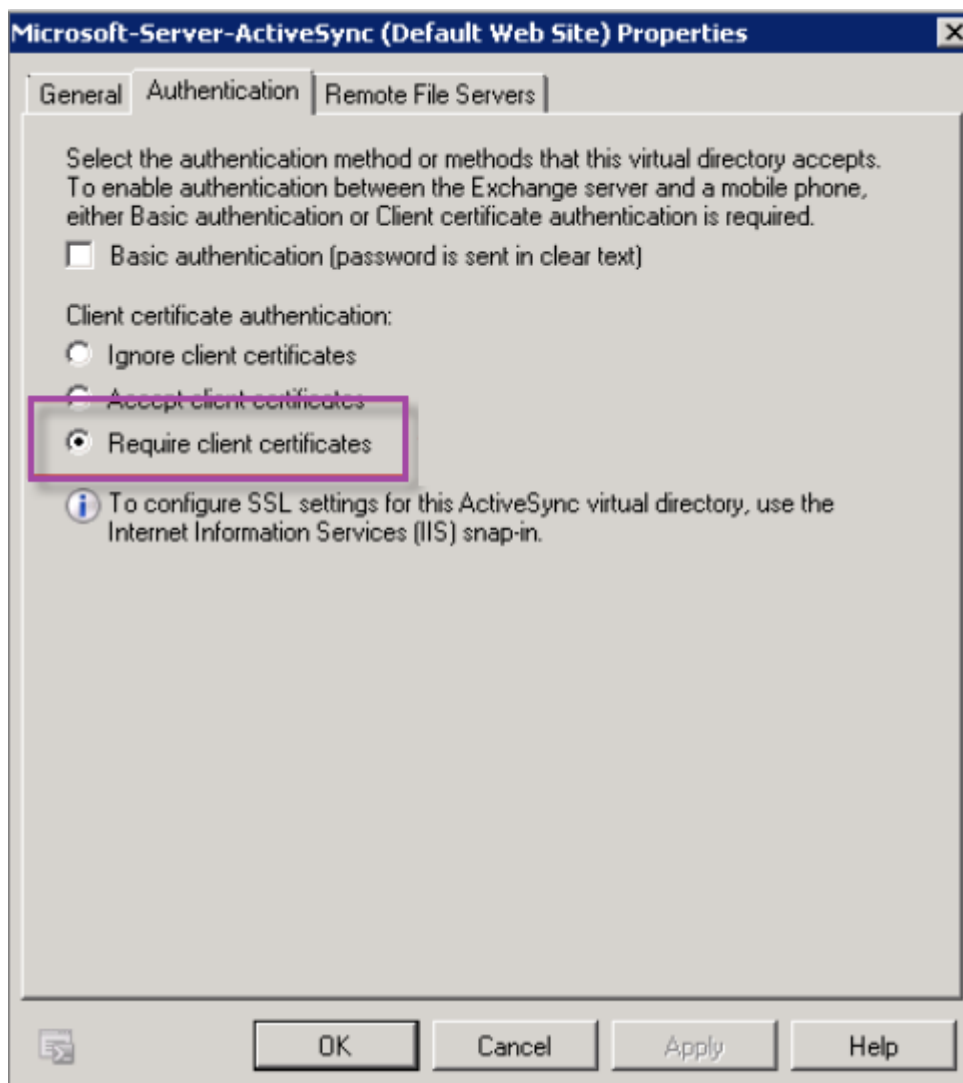 Microsoft-Server-ActiveSync (Default Web Site) Properties
General Authentication Remote File Servers
Select the authentication method or methods that this virtual directory accepts.
To enable authentication between the Exchange server and a mobile phone,
either Basic authentication or Client certificate authentication is required.
Basic authentication (password is sent in clear text)
Client certificate authentication:
Ignore client certificates
Accept client certificates
Require client certificates
To configure SSL settings for this ActiveSync virtual directory, use the
Internet Information Services (IIS) snap-in.
OK Cancel Apply Help